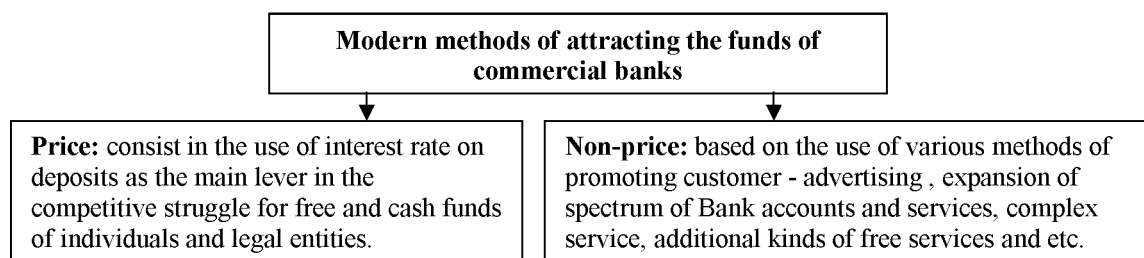 Modern methods of attracting the funds of
commercial banks
Price: consist in the use of interest rate on
deposits as the main lever in the
competitive struggle for free and cash funds
of individuals and legal entities.
Non-price: based on the use of various methods of
promoting customer - advertising , expansion of
spectrum of Bank accounts and services, complex
service, additional kinds of free services and etc.